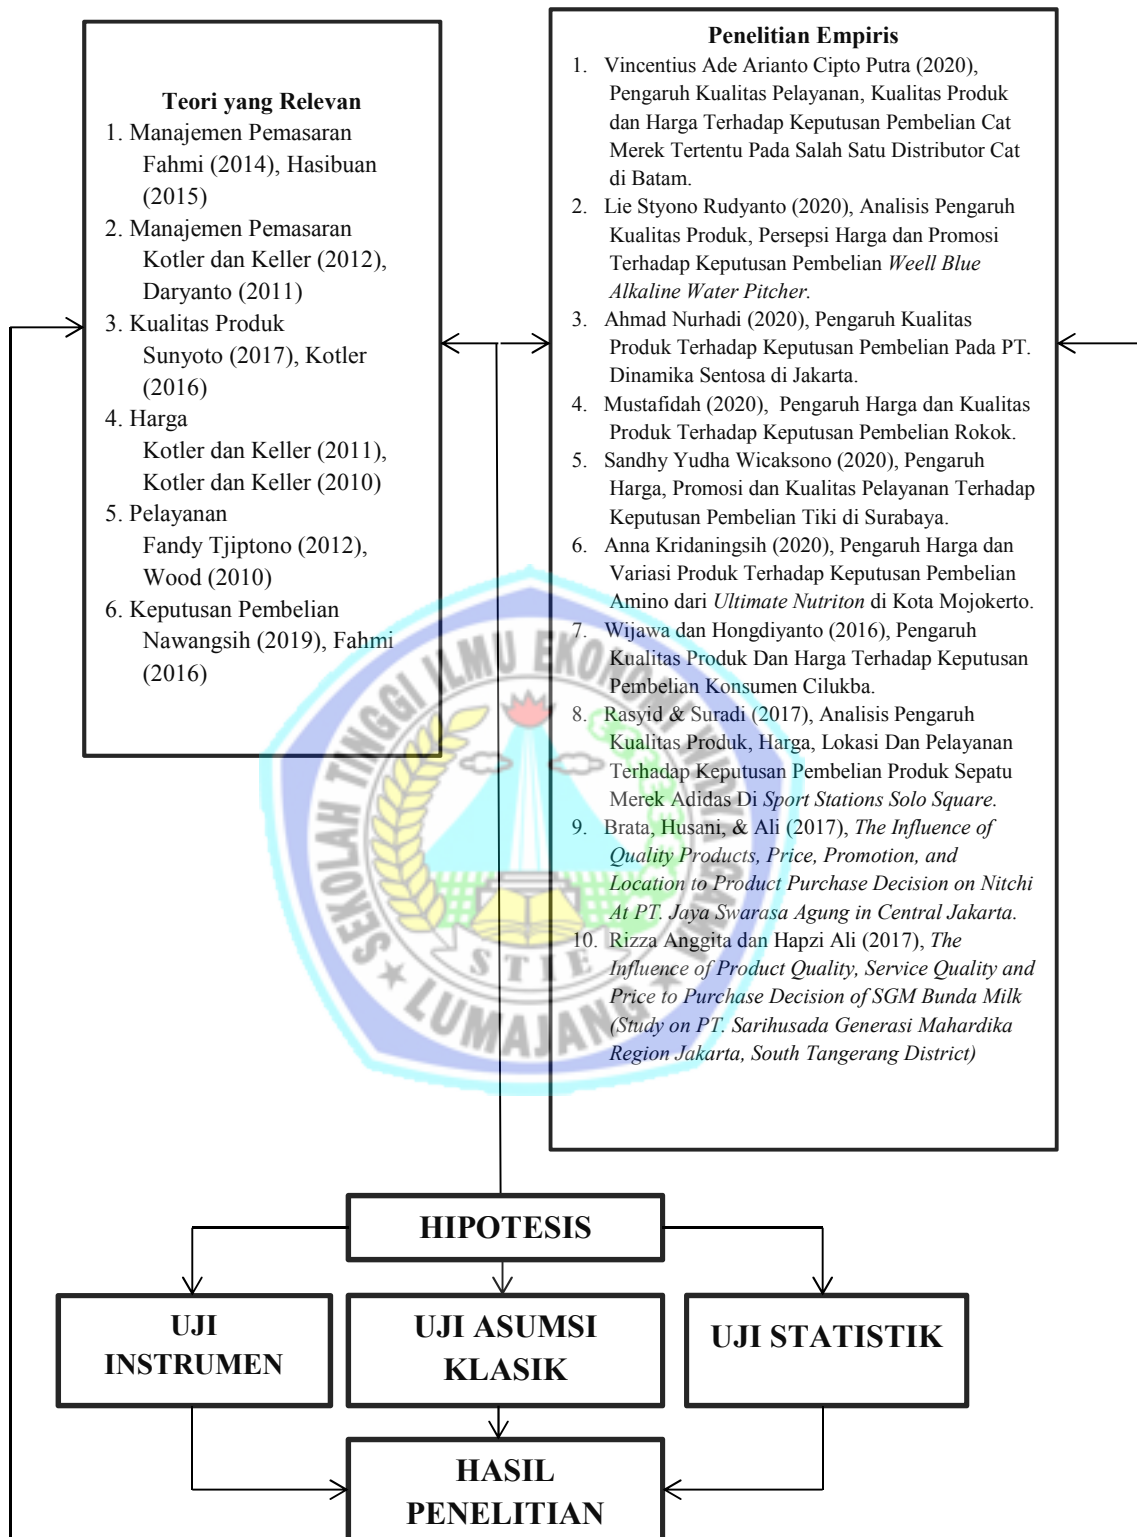 Teori yang Relevan
1. Manajemen Pemasaran
Fahmi (2014), Hasibuan
(2015)
2. Manajemen Pemasaran
Kotler dan Keller (2012),
Daryanto (2011)
3. Kualitas Produk
Sunyoto (2017), Kotler
(2016)
4. Harga
Kotler dan Keller (2011),
Kotler dan Keller (2010)
5. Pelayanan
Fandy Tjiptono (2012),
Wood (2010)
6. Keputusan Pembelian
Nawangsih (2019), Fahmi
(2016)
Penelitian Empiris
1. Vincentius Ade Arianto Cipto Putra (2020),
Pengaruh Kualitas Pelayanan, Kualitas Produk
dan Harga Terhadap Keputusan Pembelian Cat
Merek Tertentu Pada Salah Satu Distributor Cat
di Batam.
2. Lie Styono Rudyanto (2020), Analisis Pengaruh
Kualitas Produk, Persepsi Harga dan Promosi
Terhadap Keputusan Pembelian Weell Blue
Alkaline Water Pitcher.
3. Ahmad Nurhadi (2020), Pengaruh Kualitas
Produk Terhadap Keputusan Pembelian Pada PT.
Dinamika Sentosa di Jakarta.
4. Mustafidah (2020), Pengaruh Harga dan Kualitas
Produk Terhadap Keputusan Pembelian Rokok.
5. Sandhy Yudha Wicaksono (2020), Pengaruh
Harga, Promosi dan Kualitas Pelayanan Terhadap
Keputusan Pembelian Tiki di Surabaya.
6. Anna Kridaningsih (2020), Pengaruh Harga dan
Variasi Produk Terhadap Keputusan Pembelian
Amino dari Ultimate Nutriton di Kota Mojokerto.
7. Wijawa dan Hongdiyanto (2016), Pengaruh
Kualitas Produk Dan Harga Terhadap Keputusan
Pembelian Konsumen Cilukba.
8. Rasyid & Suradi (2017), Analisis Pengaruh
Kualitas Produk, Harga, Lokasi Dan Pelayanan
Terhadap Keputusan Pembelian Produk Sepatu
Merek Adidas Di Sport Stations Solo Square.
9. Brata, Husani, & Ali (2017), The Influence of
Quality Products, Price, Promotion, and
Location to Product Purchase Decision on Nitchi
At PT. Jaya Swarasa Agung in Central Jakarta.
10. Rizza Anggita dan Hapzi Ali (2017), The
Influence of Product Quality, Service Quality and
Price to Purchase Decision of SGM Bunda Milk
(Study on PT. Sarihusada Generasi Mahardika
Region Jakarta, South Tangerang District)
SEKOLAH TINGGI ILMU EKONOMI WIDYA GAMA
STIE
LUMAJANG
HIPOTESIS
UJI
INSTRUMEN
UJI ASUMSI
KLASIK
UJI STATISTIK
HASIL
PENELITIAN